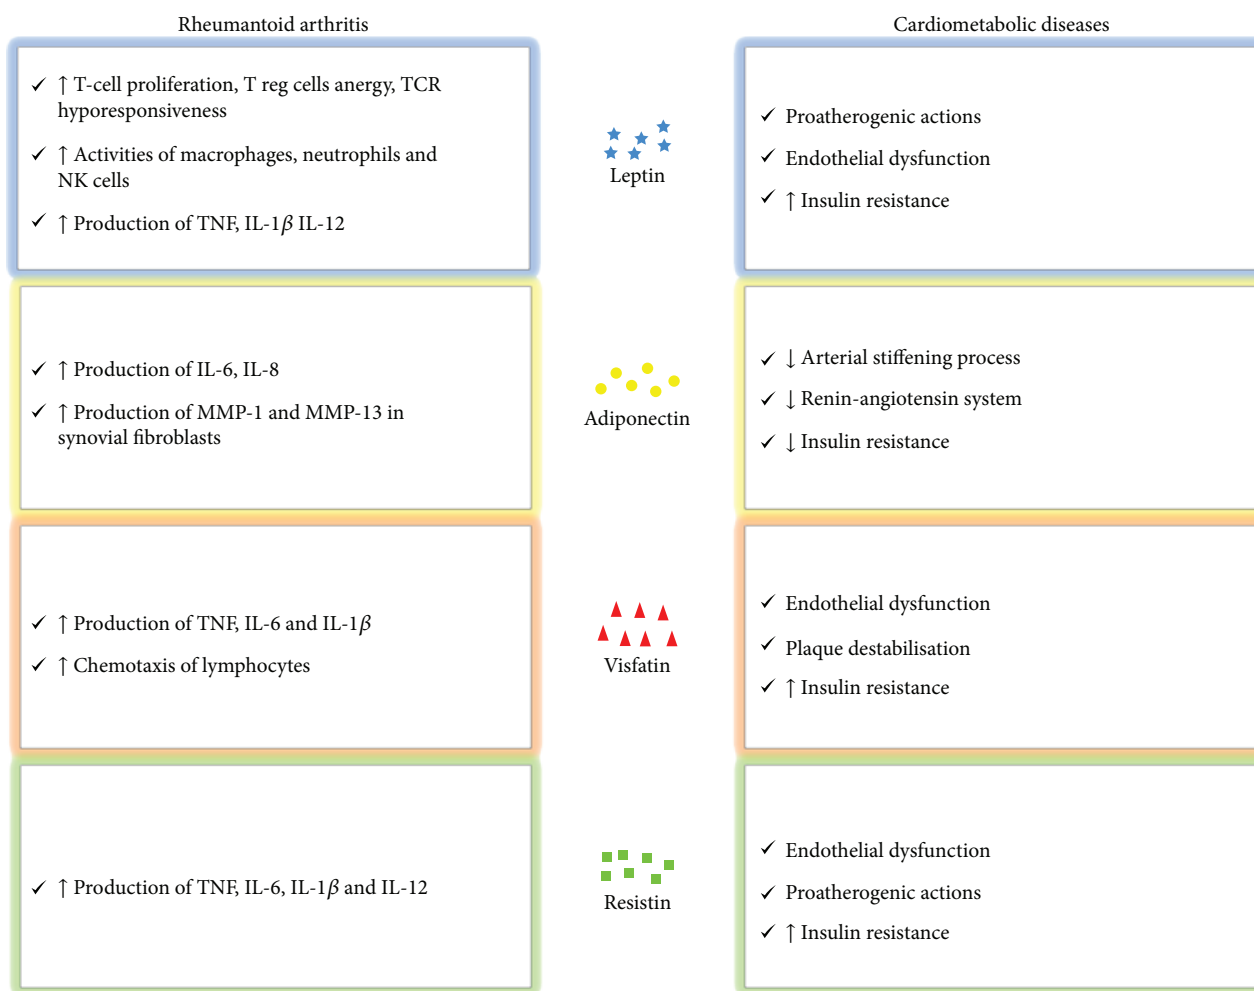 Rheumantoid arthritis
Cardiometabolic diseases
✓ ↑ T-cell proliferation, T reg cells anergy, TCR
hyporesponsiveness
✓ ↑ Activities of macrophages, neutrophils and
NK cells
✓ ↑ Production of TNF, IL-1β IL-12
Leptin
✓ Proatherogenic actions
✓ Endothelial dysfunction
✓ ↑ Insulin resistance
✓ ↑ Production of IL-6, IL-8
✓ ↑ Production of MMP-1 and MMP-13 in
synovial fibroblasts
Adiponectin
✓ ↓ Arterial stiffening process
✓ ↓ Renin-angiotensin system
✓ ↓ Insulin resistance
✓ ↑ Production of TNF, IL-6 and IL-1β
✓ ↑ Chemotaxis of lymphocytes
Visfatin
✓ Endothelial dysfunction
✓ Plaque destabilisation
✓ ↑ Insulin resistance
✓ ↑ Production of TNF, IL-6, IL-1β and IL-12
Resistin
✓ Endothelial dysfunction
✓ Proatherogenic actions
✓ ↑ Insulin resistance